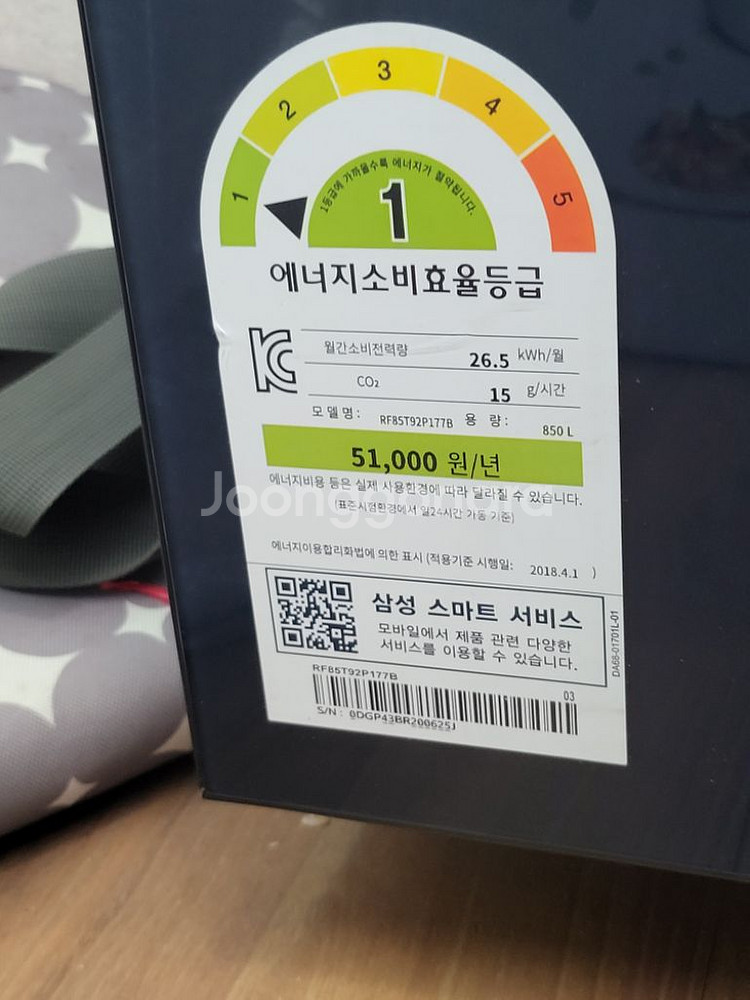 1 2 3 4 5
1등급에 가까울수록 에너지가 절약됩니다.
1
에너지소비효율등급
월간소비전력량 26.5 kWh/월
CO₂ 15 g/시간
모델명: RF85T92P177B 용 량: 850 L
51,000 원/년
에너지비용 등은 실제 사용환경에 따라 달라질 수 있습니다.
(표준시험환경에서 일24시간 가동 기준)
Joonggonara
에너지이용합리화법에 의한 표시 (적용기준 시행일: 2018.4.1 )
삼성 스마트 서비스
모바일에서 제품 관련 다양한
서비스를 이용할 수 있습니다.
DA68-01701L-01
RF85T92P177B 03
S/N : 0DGP43BR200625J